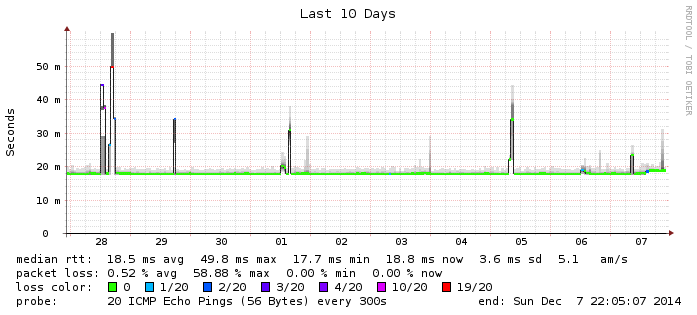 Last 10 Days
RRDTOOL / TOBI OETIKER
Seconds
50 m
40 m
30 m
20 m
10 m
0
28 29 30 01 02 03 04 05 06 07
median rtt: 18.5 ms avg 49.8 ms max 17.7 ms min 18.8 ms now 3.6 ms sd 5.1 am/s
packet loss: 0.52 % avg 58.88 % max 0.00 % min 0.00 % now
loss color: 0 1/20 2/20 3/20 4/20 10/20 19/20
probe: 20 ICMP Echo Pings (56 Bytes) every 300s end: Sun Dec 7 22:05:07 2014